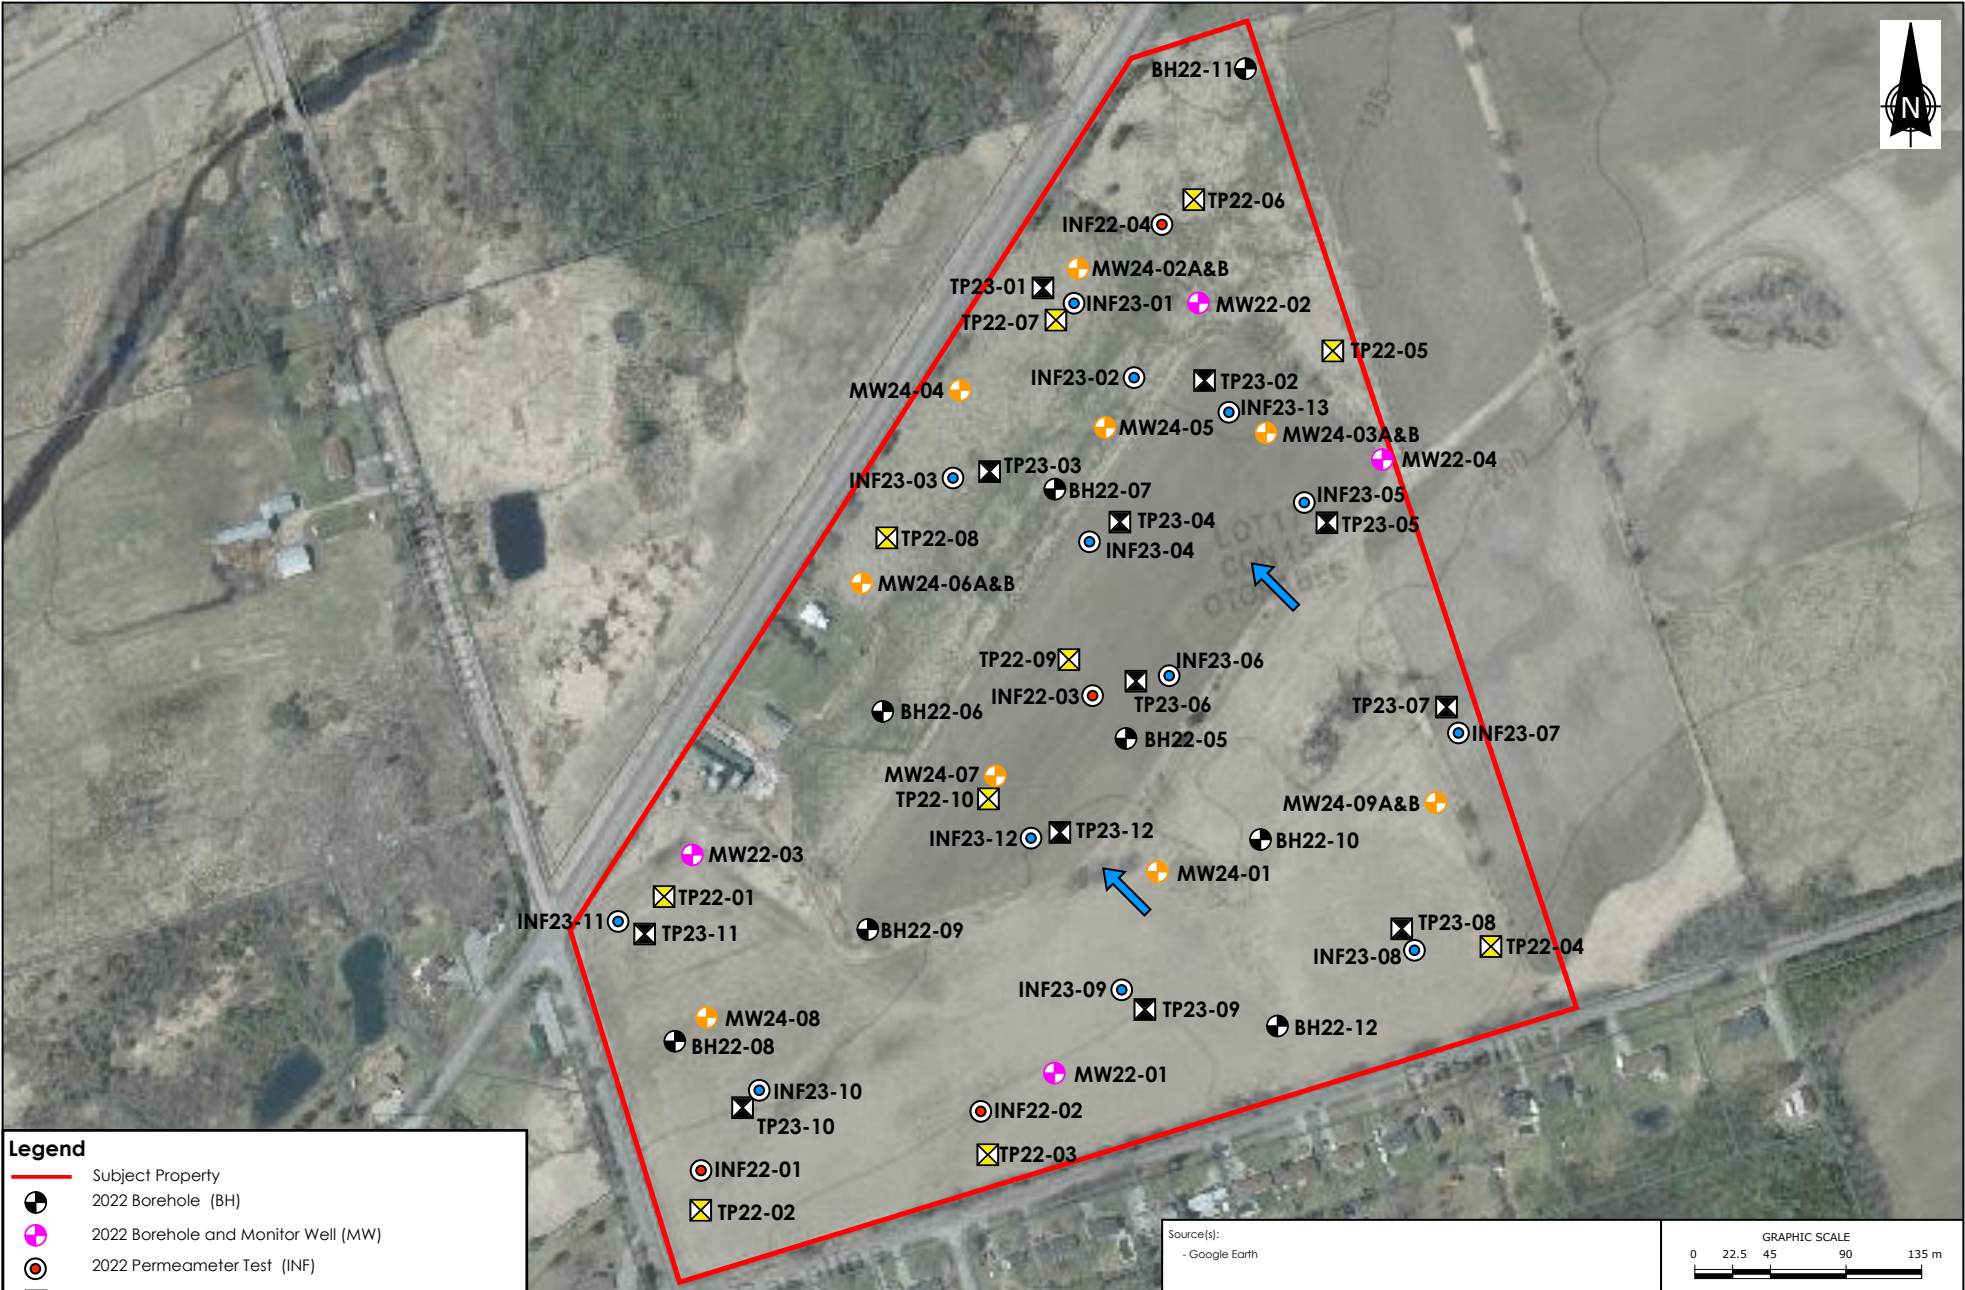 BH22-11
N
TP22-06
INF22-04
MW24-02A&B
TP23-01
INF23-01
MW22-02
TP22-07
TP22-05
INF23-02
TP23-02
MW24-04
INF23-13
MW24-05
MW24-03A&B
MW22-04
TP23-03
INF23-03
BH22-07
INF23-05
TP23-04
TP23-05
TP22-08
INF23-04
MW24-06A&B
TP22-09
INF23-06
INF22-03
TP23-06
TP23-07
BH22-06
INF23-07
BH22-05
MW24-07
TP22-10
MW24-09A&B
TP23-12
INF23-12
BH22-10
MW22-03
MW24-01
TP22-01
INF23-11
TP23-11
BH22-09
TP23-08
TP22-04
INF23-08
INF23-09
TP23-09
MW24-08
BH22-12
BH22-08
MW22-01
INF23-10
INF22-02
TP23-10
TP22-03
INF22-01
TP22-02
Legend
Subject Property
2022 Borehole (BH)
2022 Borehole and Monitor Well (MW)
2022 Permeameter Test (INF)
Source(s):
- Google Earth
GRAPHIC SCALE
0 22.5 45 90 135 m